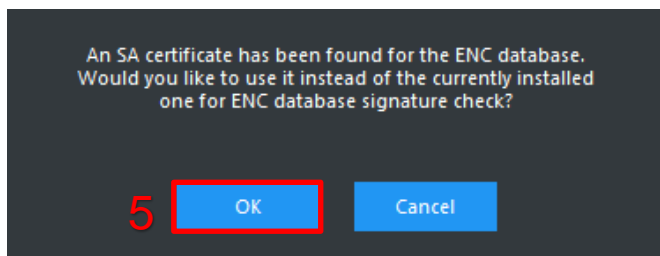 An SA certificate has been found for the ENC database.
Would you like to use it instead of the currently installed
one for ENC database signature check?
5 OK Cancel